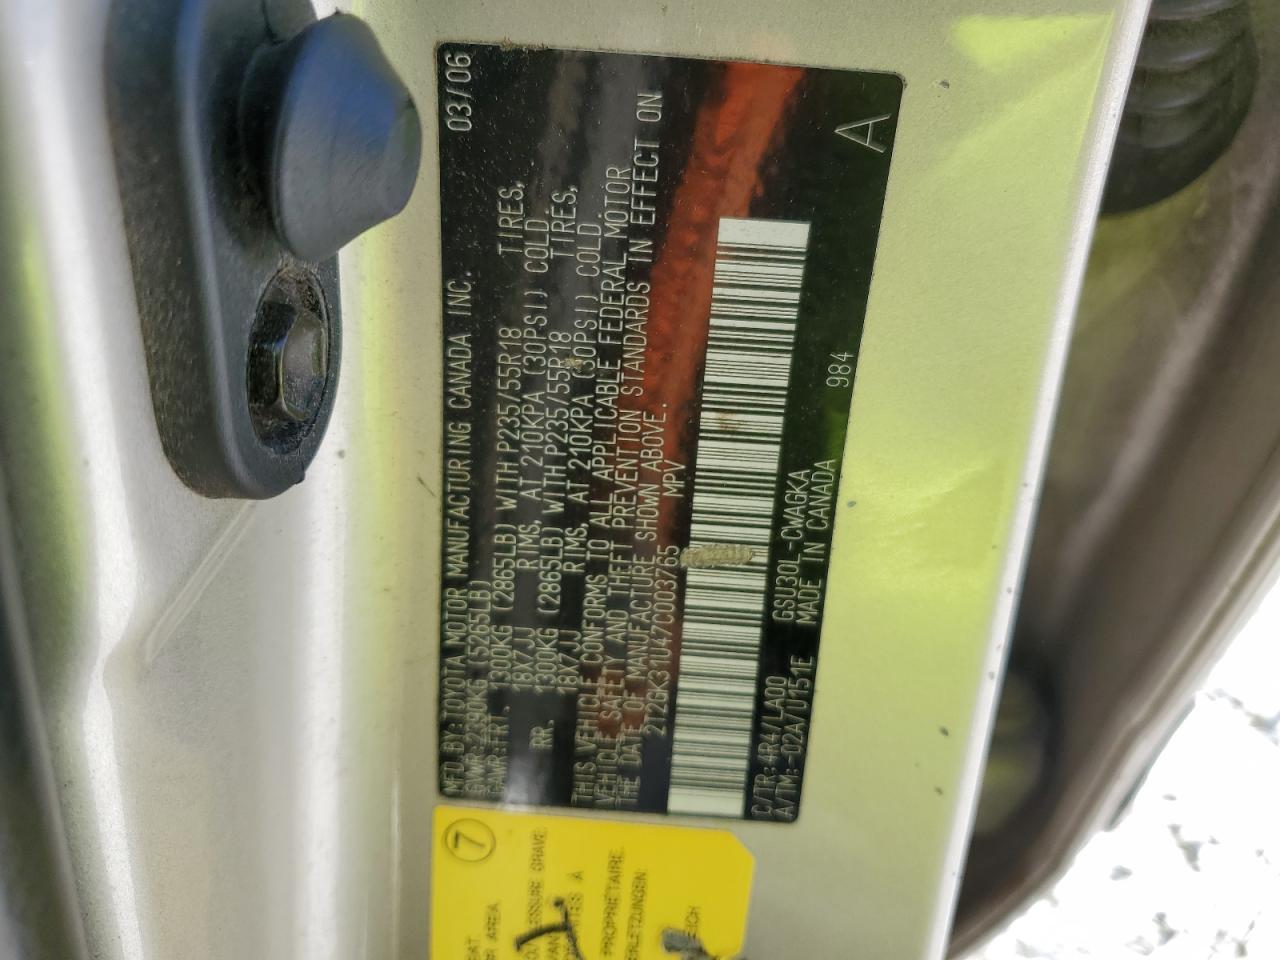 MFD.BY:TOYOTA MOTOR MANUFACTURING CANADA INC. 03/06
GVWR:2390KG (5265LB)
GAWR:FRT. 1300KG (2865LB) WITH P235/55R18 TIRES,
18X7JJ RIMS, AT 210KPA (30PSI) COLD
RR. 1300KG (2865LB) WITH P235/55R18 TIRES,
18X7JJ RIMS, AT 210KPA (30PSI) COLD.
THIS VEHICLE CONFORMS TO ALL APPLICABLE FEDERAL MOTOR
VEHICLE SAFETY AND THEFT PREVENTION STANDARDS IN EFFECT ON
THE DATE OF MANUFACTURE SHOWN ABOVE.
2T2GK31U47C003765 MPV
A
C/TR:4R4/LA00 GSU30L-CWAGKA 984
A/TM:-02A/U151E MADE IN CANADA
7
AREA
GRAVE
A
PROPRIETAIRE.